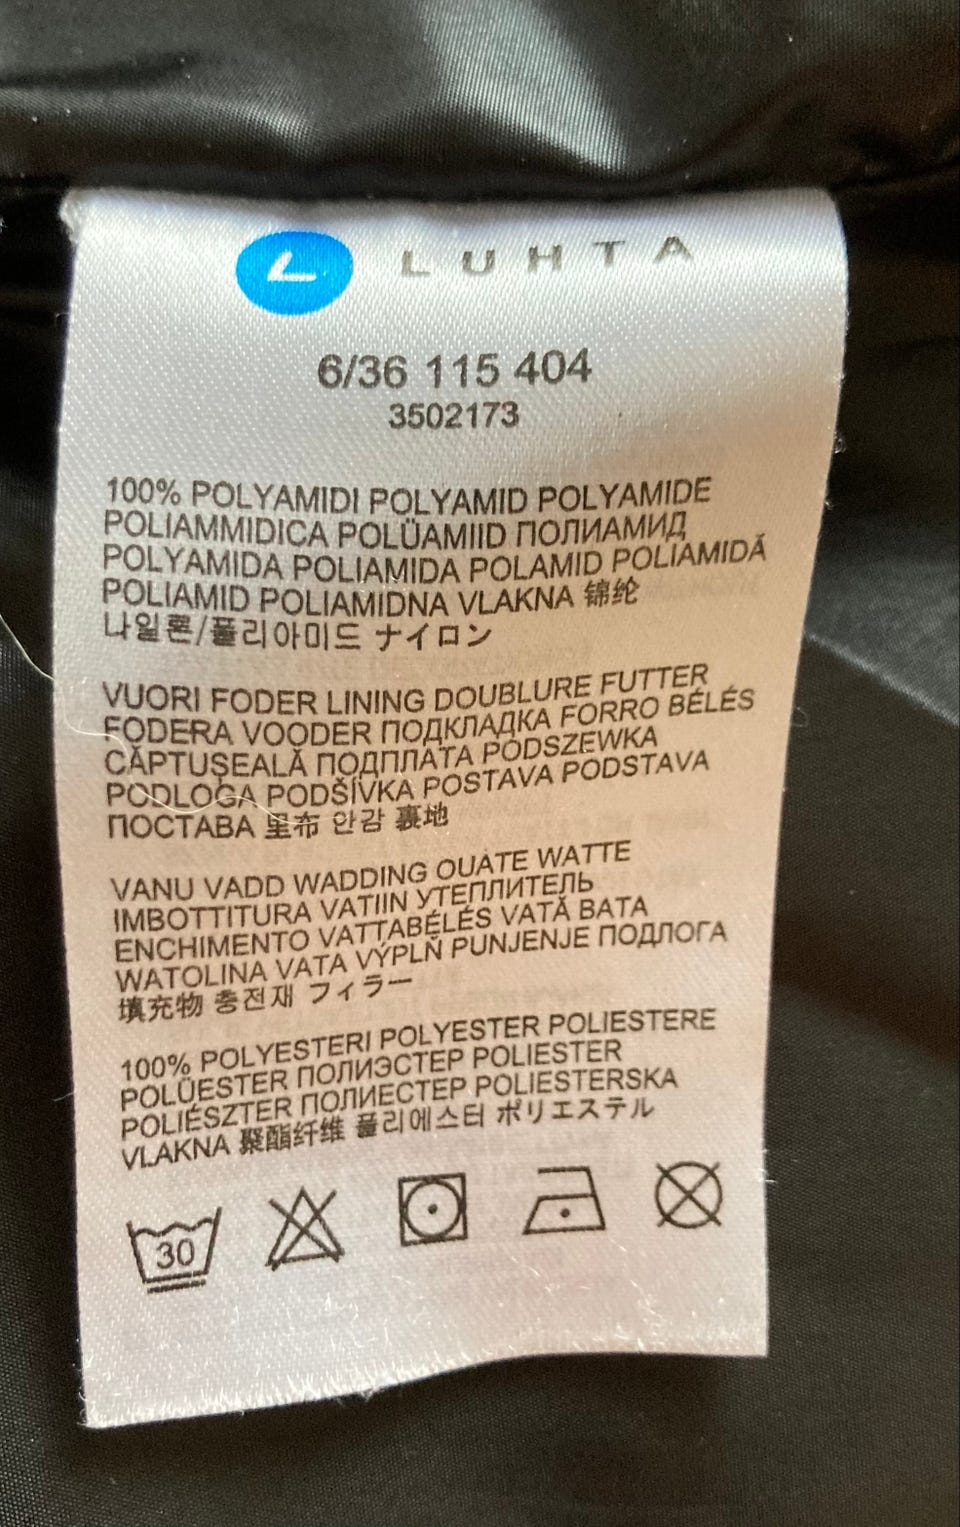 LUHTA
6/36 115 404
3502173
100% POLYAMIDI POLYAMID POLYAMIDE
POLIAMMIDICA POLÜAMIID ПОЛИАМИД
POLYAMIDA POLIAMIDA POLAMID POLIAMIDĂ
POLIAMID POLIAMIDNA VLAKNA 锦纶
나일론/폴리아미드 ナイロン
VUORI FODER LINING DOUBLURE FUTTER
FODERA VOODER ПОДКЛАДКА FORRO BÉLÉS
CĂPTUŞEALĂ ПОДПЛАТА PODSZEWKA
PODLOGA PODŠÍVKA POSTAVA PODSTAVA
ПОСТАВА 里布 안감 裏地
VANU VADD WADDING OUATE WATTE
IMBOTTITURA VATIIN УТЕПЛИТЕЛЬ
ENCHIMENTO VATTABÉLÉS VATĂ ВАТА
WATOLINA VATA VÝPLŇ PUNJENJE ПОДЛОГА
填充物 충전재 フィラー
100% POLYESTERI POLYESTER POLIESTERE
POLÜESTER ПОЛИЭСТЕР POLIESTER
POLIÉSZTER ПОЛИЕСТЕР POLIESTERSKA
VLAKNA 聚酯纤维 폴리에스터 ポリエステル
30